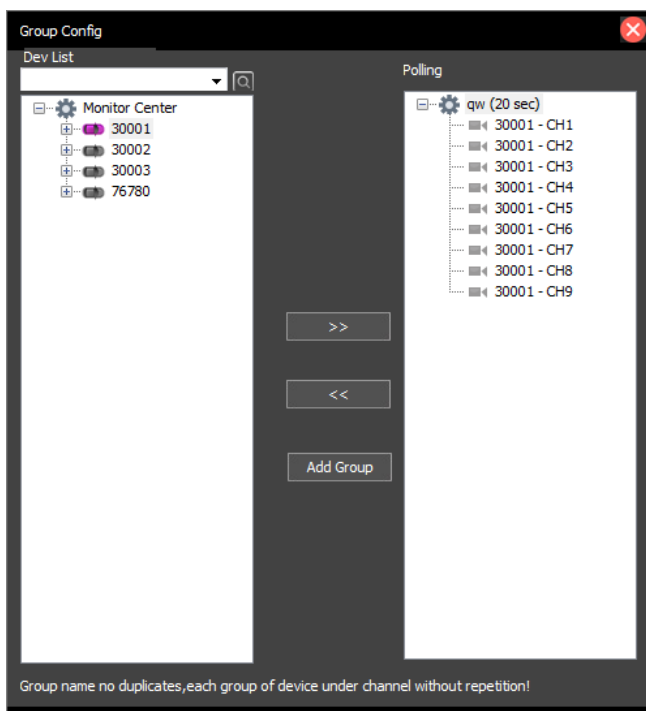 Group Config
Dev List
Monitor Center
30001
30002
30003
76780
>>
<<
Add Group
Polling
qw (20 sec)
30001 - CH1
30001 - CH2
30001 - CH3
30001 - CH4
30001 - CH5
30001 - CH6
30001 - CH7
30001 - CH8
30001 - CH9
Group name no duplicates,each group of device under channel without repetition!